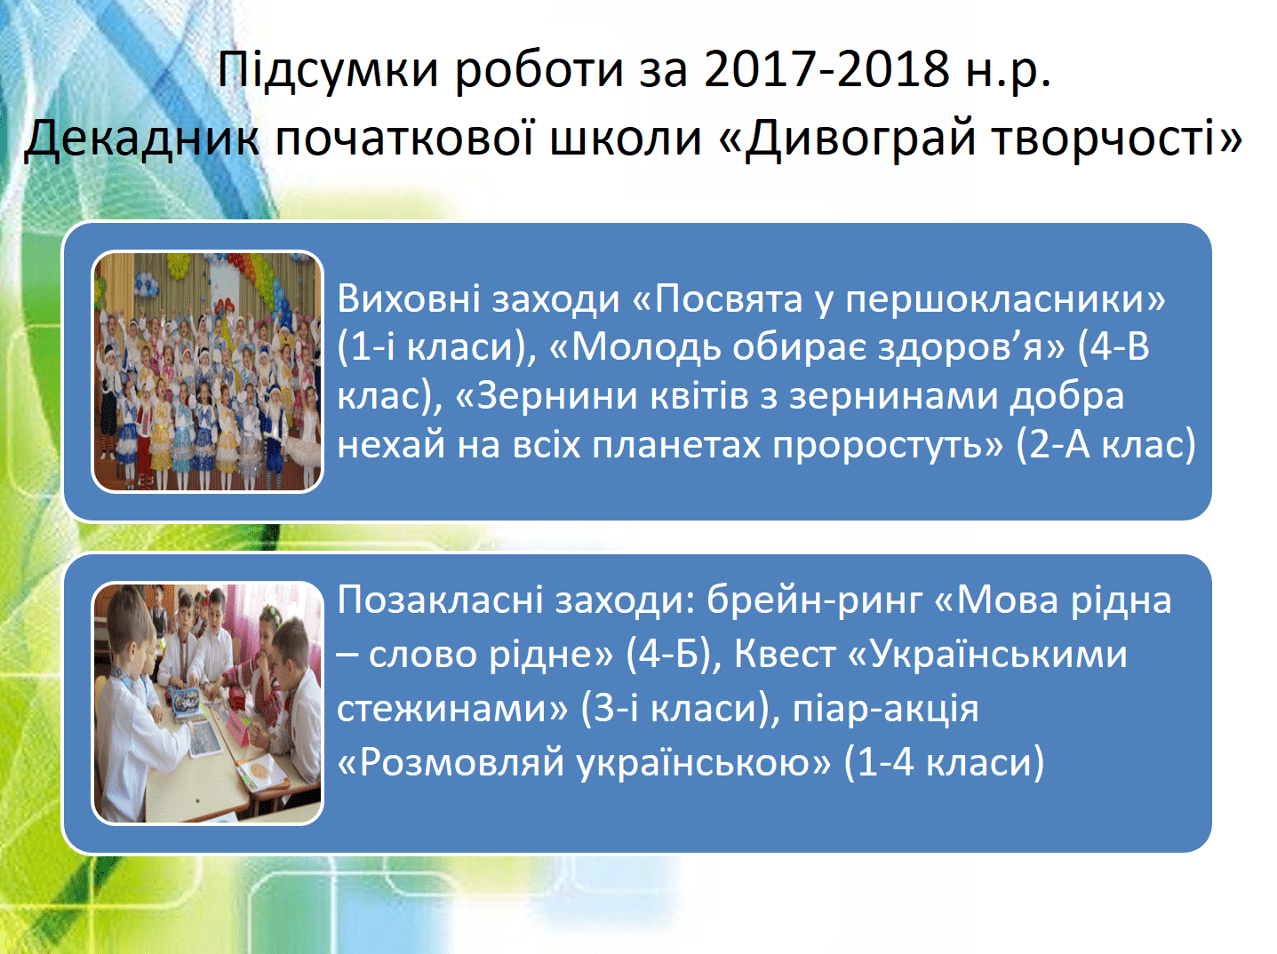 Підсумки роботи за 2017-2018 н.р.
Декадник початкової школи «Дивограй творчості»
Виховні заходи «Посвята у першокласники»
(1-і класи), «Молодь обирає здоров’я» (4-В
клас), «Зернини квітів з зернинами добра
нехай на всіх планетах проростуть» (2-А клас)
Позакласні заходи: брейн-ринг «Мова рідна
– слово рідне» (4-Б), Квест «Українськими
стежинами» (3-і класи), піар-акція
«Розмовляй українською» (1-4 класи)